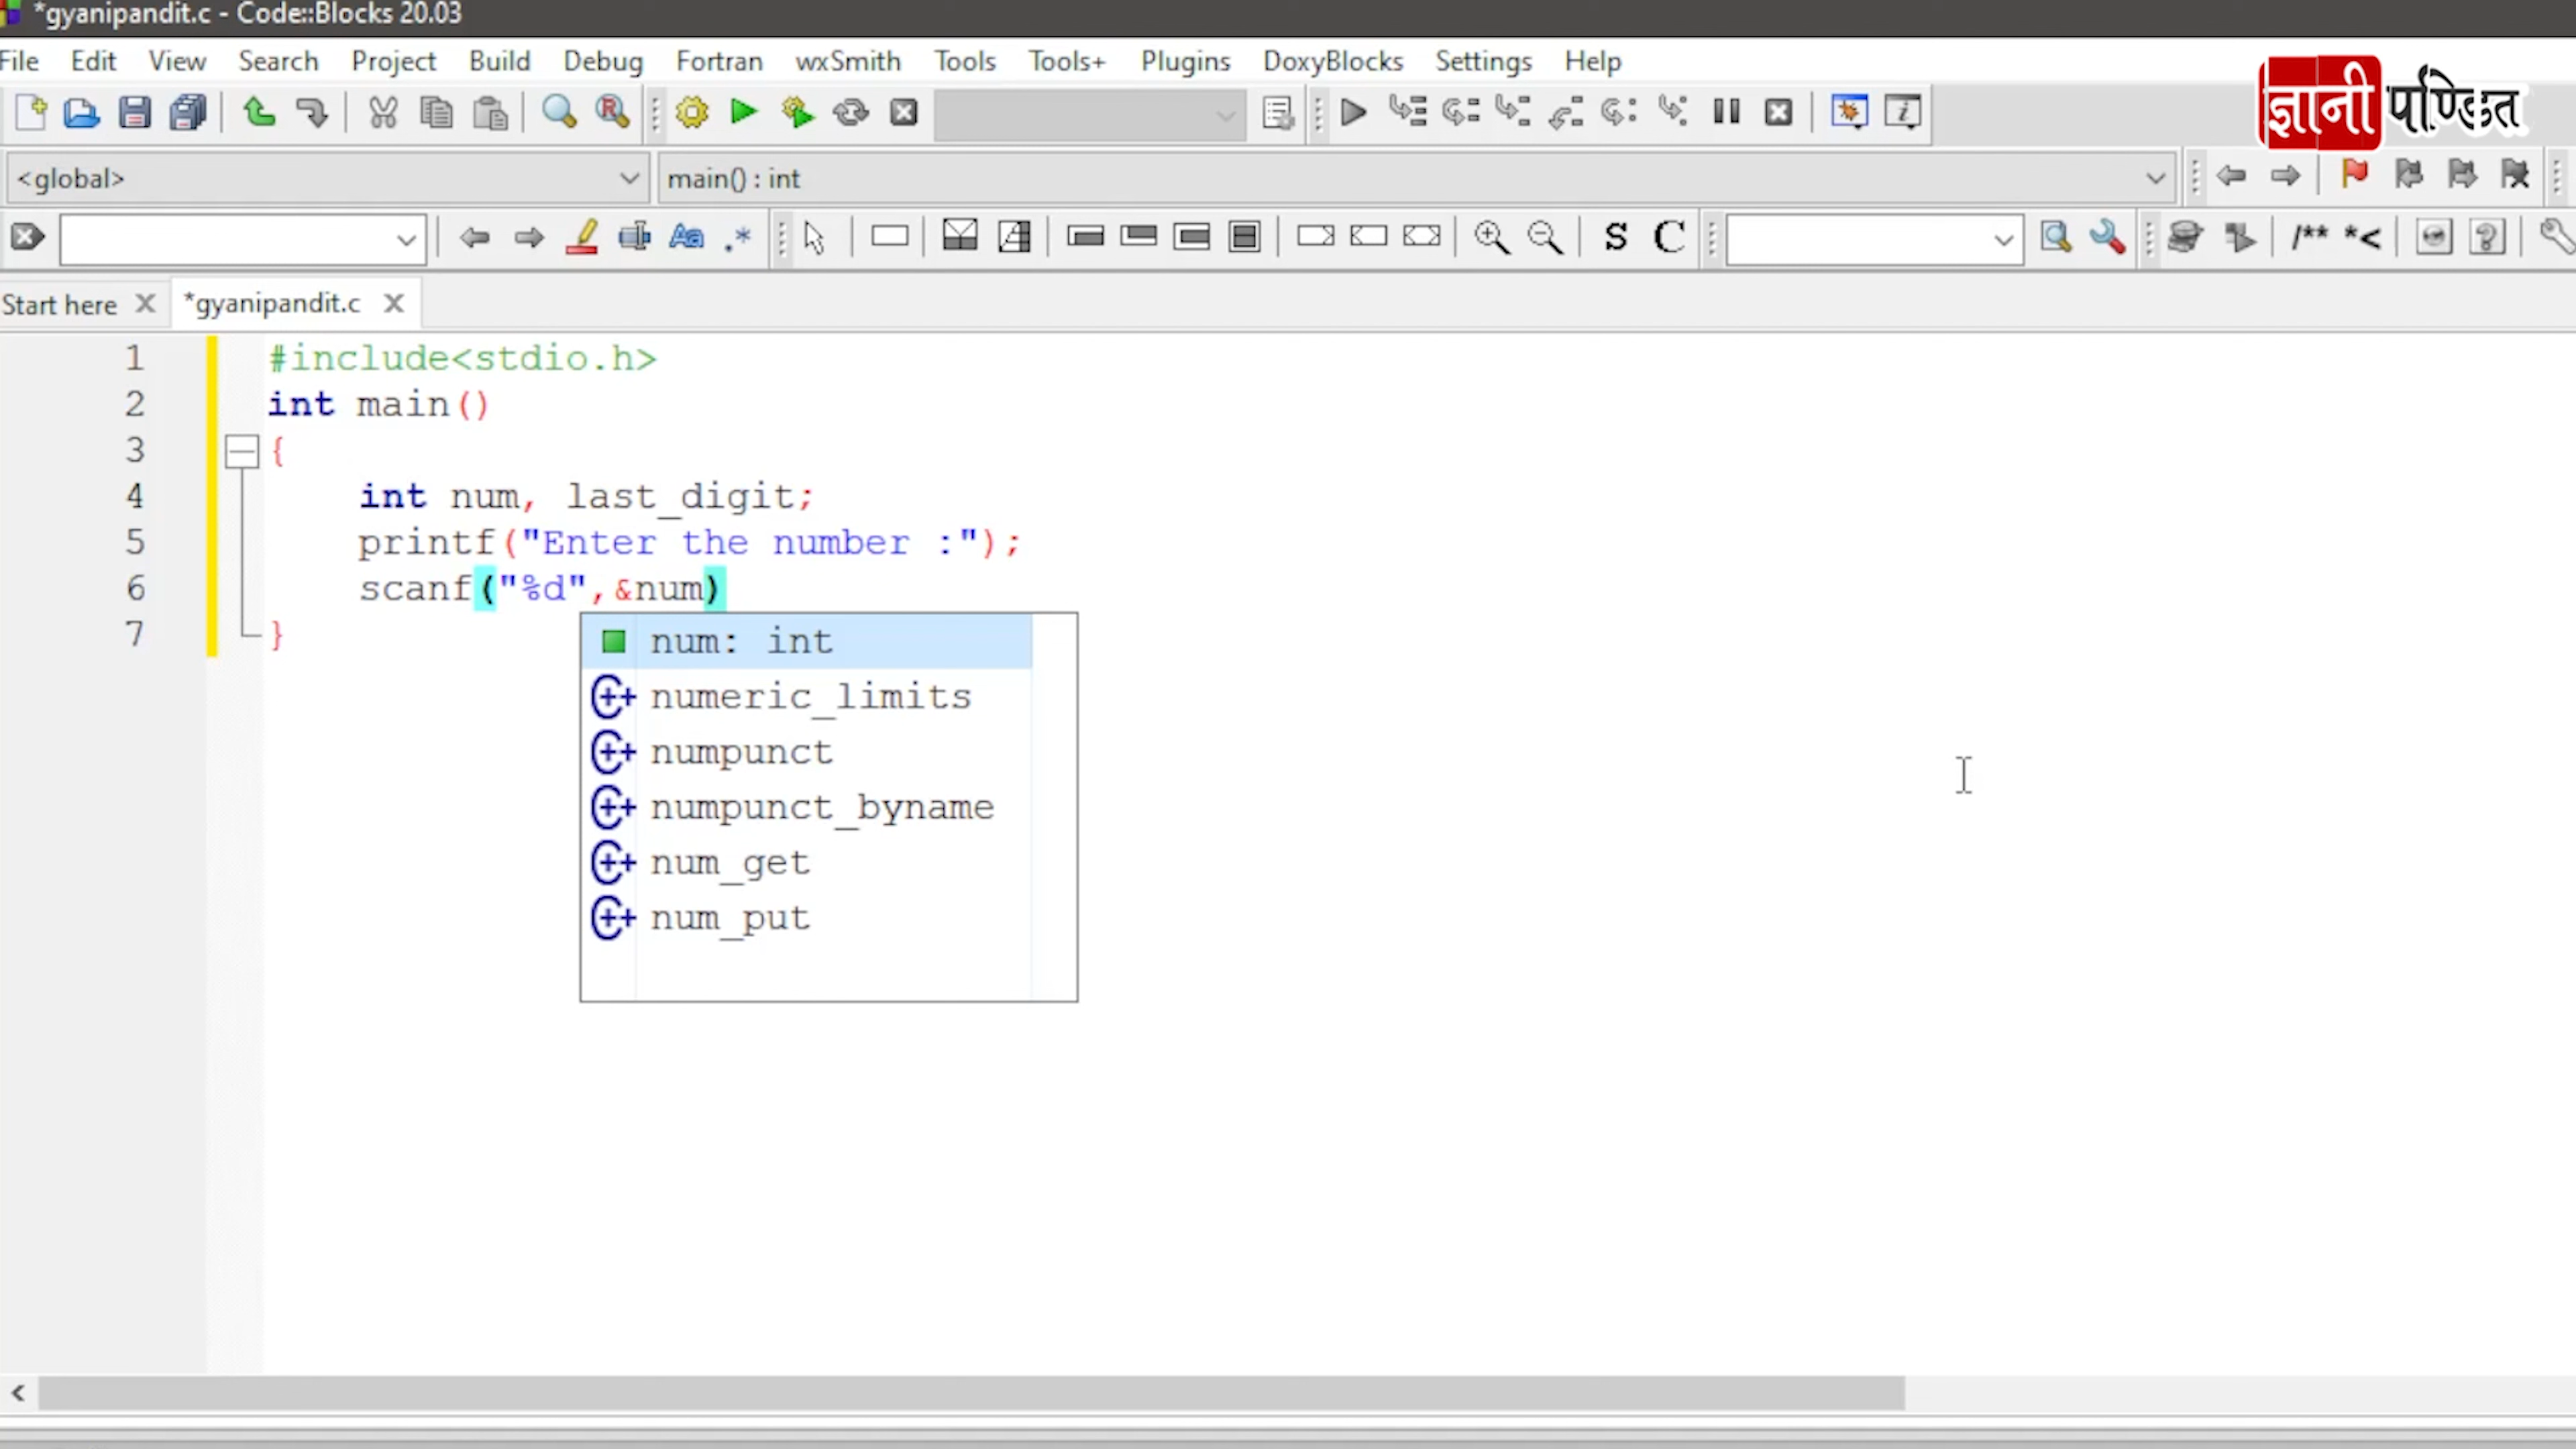 *gyanipandit.c - Code::Blocks 20.03
File Edit View Search Project Build Debug Fortran wxSmith Tools Tools+ Plugins DoxyBlocks Settings Help
ज्ञानी पण्डित
<global> main() : int
S C /** *<
Start here *gyanipandit.c
1 #include<stdio.h>
2 int main()
3 {
4 int num, last_digit;
5 printf("Enter the number :");
6 scanf("%d",&num)
7 }
num: int
numeric_limits
numpunct
numpunct_byname
num_get
num_put